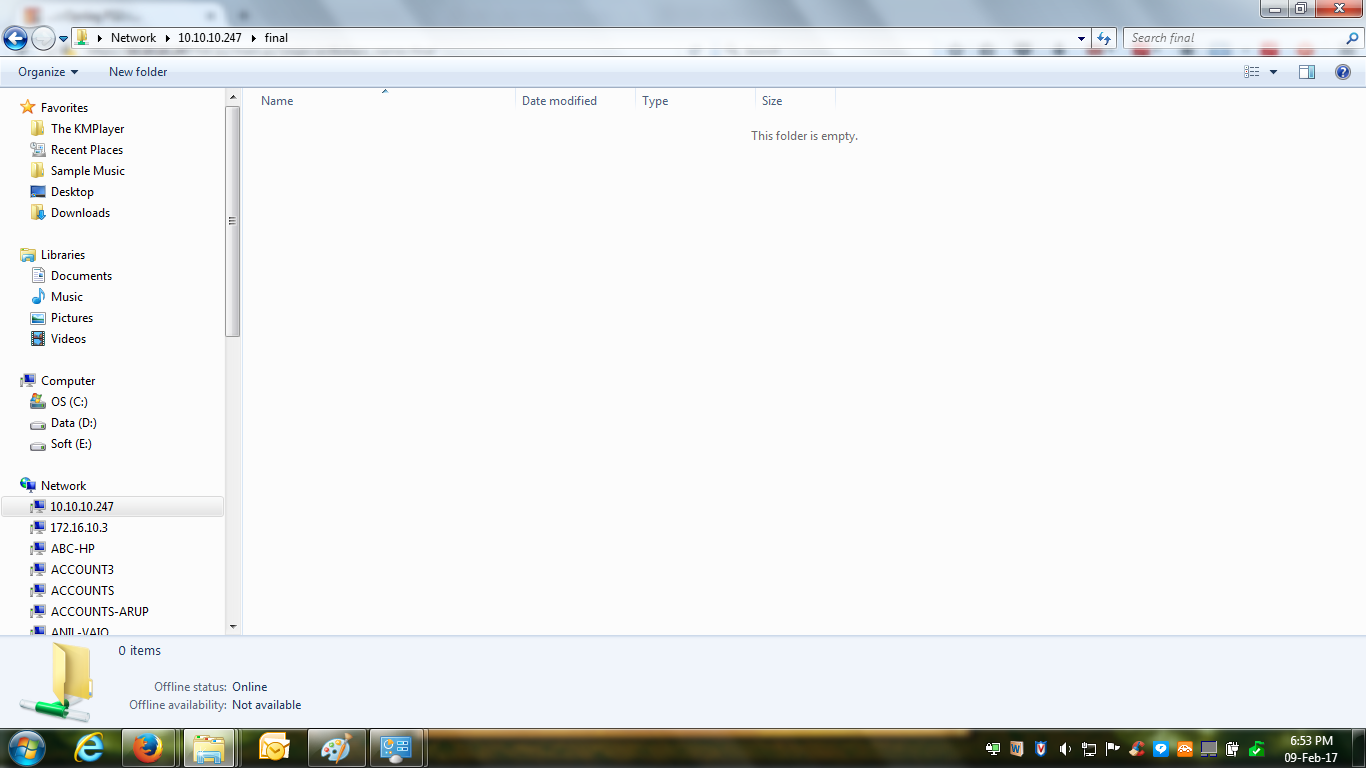 Network 10.10.10.247 final
Search final
Organize New folder
Name Date modified Type Size
This folder is empty.
Favorites
The KMPlayer
Recent Places
Sample Music
Desktop
Downloads
Libraries
Documents
Music
Pictures
Videos
Computer
OS (C:)
Data (D:)
Soft (E:)
Network
10.10.10.247
172.16.10.3
ABC-HP
ACCOUNT3
ACCOUNTS
ACCOUNTS-ARUP
ANIL-VAIO
0 items
Offline status: Online
Offline availability: Not available
6:53 PM
09-Feb-17